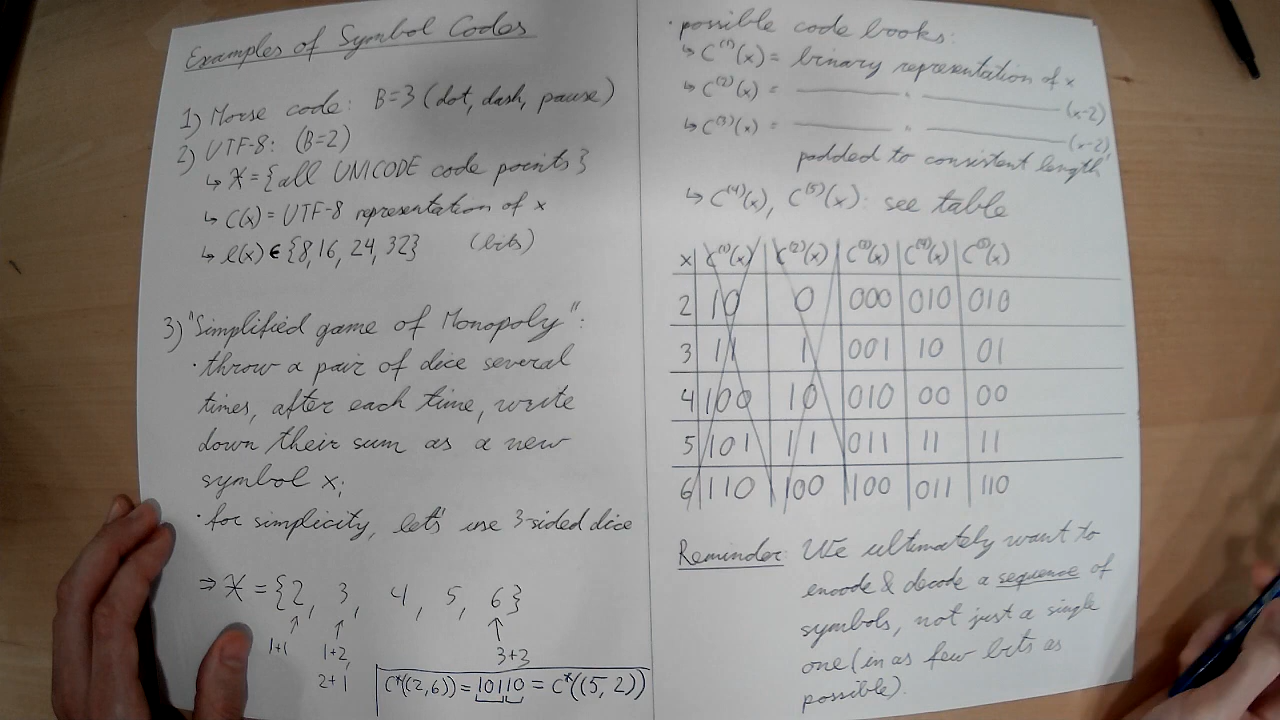 Examples of Symbol Codes
1) Morse code: B=3 (dot, dash, pause)
2) UTF-8: (B=2)
↳ X = {all UNICODE code points}
↳ C(x) = UTF-8 representation of x
↳ ℓ(x) ∈ {8, 16, 24, 32} (bits)
3) "Simplified game of Monopoly":
· throw a pair of dice several
times, after each time, write
down their sum as a new
symbol xᵢ
· for simplicity, let's use 3-sided dice
⇒ X = {2, 3, 4, 5, 6}
↑ ↑ ↑
1+1 1+2, 3+3
2+1
C*((2,6)) = 10110 = C*((5,2))
· possible code books:
↳ C⁽¹⁾(x) = binary representation of x
↳ C⁽²⁾(x) = ——— " ——— (x-2)
↳ C⁽³⁾(x) = ——— " ——— (x-2)
padded to consistent length
↳ C⁽⁴⁾(x), C⁽⁵⁾(x): see table
x C⁽¹⁾(x) C⁽²⁾(x) C⁽³⁾(x) C⁽⁴⁾(x) C⁽⁵⁾(x)
2 10 0 000 010 010
3 11 1 001 10 01
4 100 10 010 00 00
5 101 11 011 11 11
6 110 100 100 011 110
Reminder: We ultimately want to
encode & decode a sequence of
symbols, not just a single
one (in as few bits as
possible).